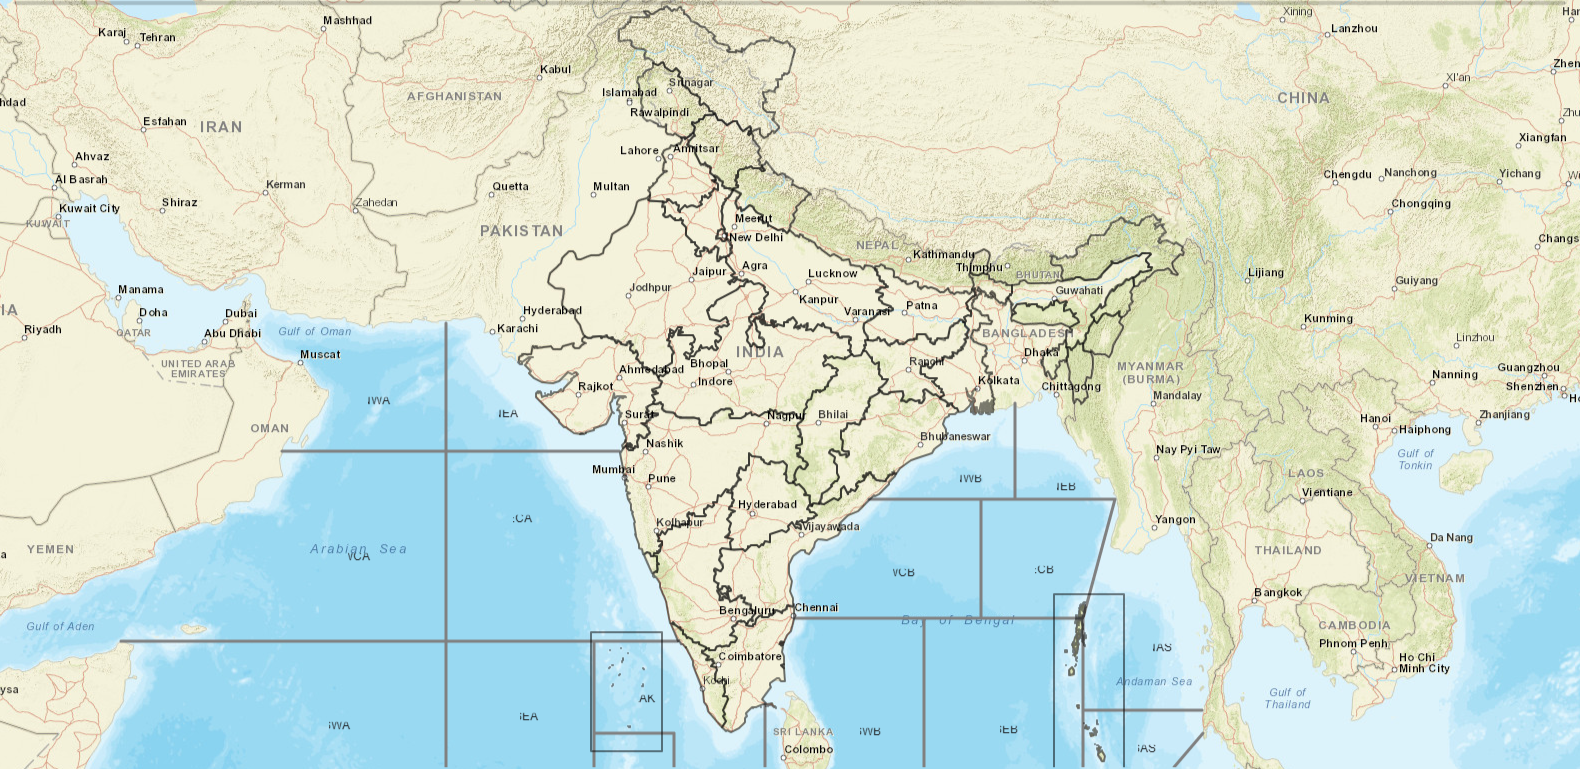 Mashhad
Xining
Har
Karaj
Tehran
Lanzhou
Kabul
Zhen
Srinagar
Xi'an
AFGHANISTAN
Islamabad
CHINA
hdad
Rawalpindi
Zhu
Esfahan
IRAN
Xiangfan
Lahore
Amritsar
Ahvaz
Chengdu
Nanchong
Yichang
Wi
Al Basrah
Kerman
Quetta
Multan
Shiraz
Zahedan
Chongqing
Kuwait City
KUWAIT
Meerut
PAKISTAN
New Delhi
NEPAL
Changs
Kathmandu
Thimphu
BHUTAN
Agra
Jaipur
Lucknow
Lijiang
Guiyang
Manama
Jodhpur
Guwahati
Kanpur
Patna
IA
Doha
Dubai
Hyderabad
Varanasi
Kunming
Riyadh
QATAR
Abu Dhabi
Gulf of Oman
Karachi
BANGLADESH
Linzhou
Muscat
INDIA
Dhaka
UNITED ARAB
EMIRATES
Bhopal
Ranchi
MYANMAR
(BURMA)
Guangzhou
Ahmedabad
Indore
Kolkata
Nanning
Rajkot
Chittagong
Shenzhen
IWA
Mandalay
Ho
IEA
Surat
Nagpur
Bhilai
Hanoi
Zhanjiang
OMAN
Haiphong
Bhubaneswar
Nashik
Nay Pyi Taw
Gulf of
Tonkin
Mumbai
Pune
IWB
IEB
LAOS
Vientiane
Hyderabad
:CA
Kolhapur
Vijayawada
Yangon
Da Nang
YEMEN
a
Arabian Sea
VCA
THAILAND
VCB
:CB
VIETNAM
Bangkok
Bengaluru
Chennai
Gulf of Aden
Bay of Bengal
CAMBODIA
Phnom Penh
IAS
Coimbatore
Ho Chi
Minh City
Kochi
Andaman Sea
ysa
AK
Gulf of
Thailand
IWA
IEA
SRI LANKA
IWB
IEB
Colombo
IAS